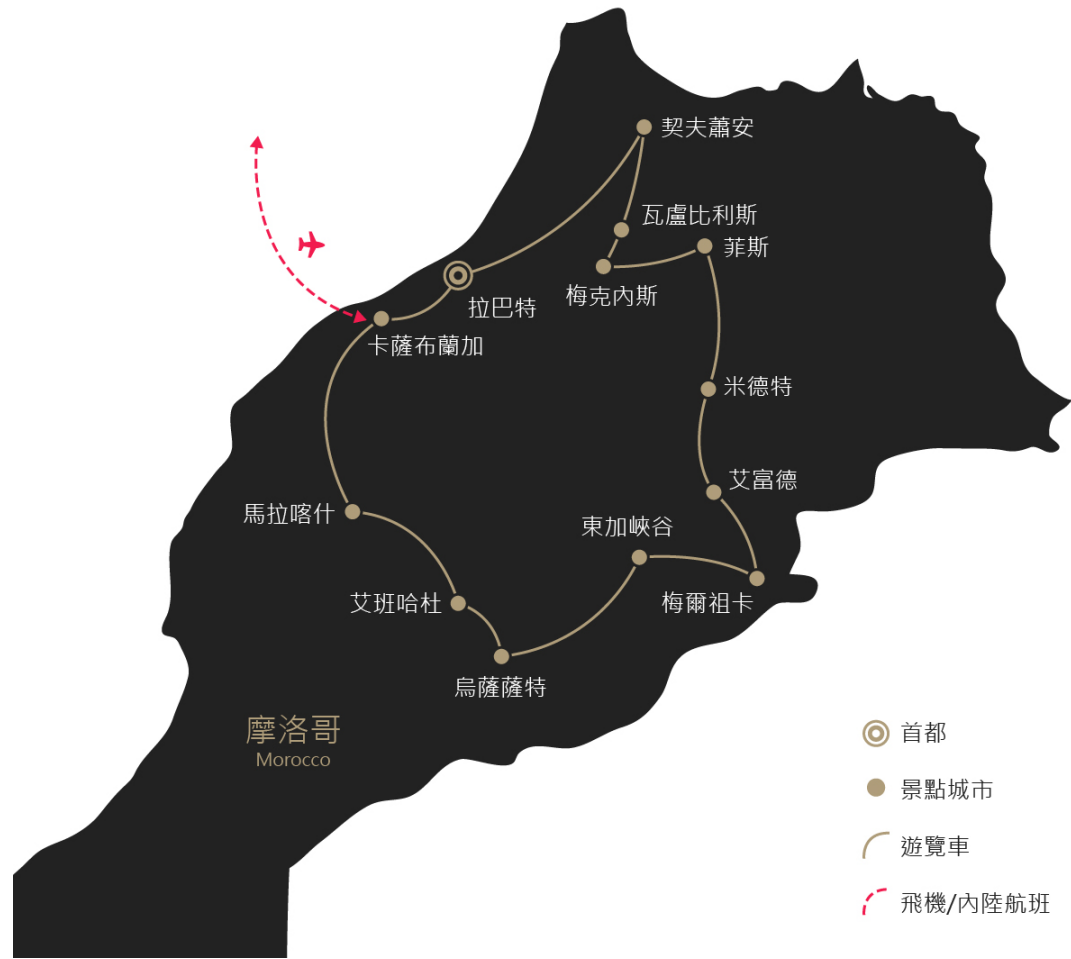 契夫蕭安
瓦盧比利斯
菲斯
梅克內斯
拉巴特
卡薩布蘭加
米德特
艾富德
馬拉喀什
東加峽谷
艾班哈杜
梅爾祖卡
烏薩薩特
摩洛哥
Morocco
首都
景點城市
遊覽車
飛機/內陸航班